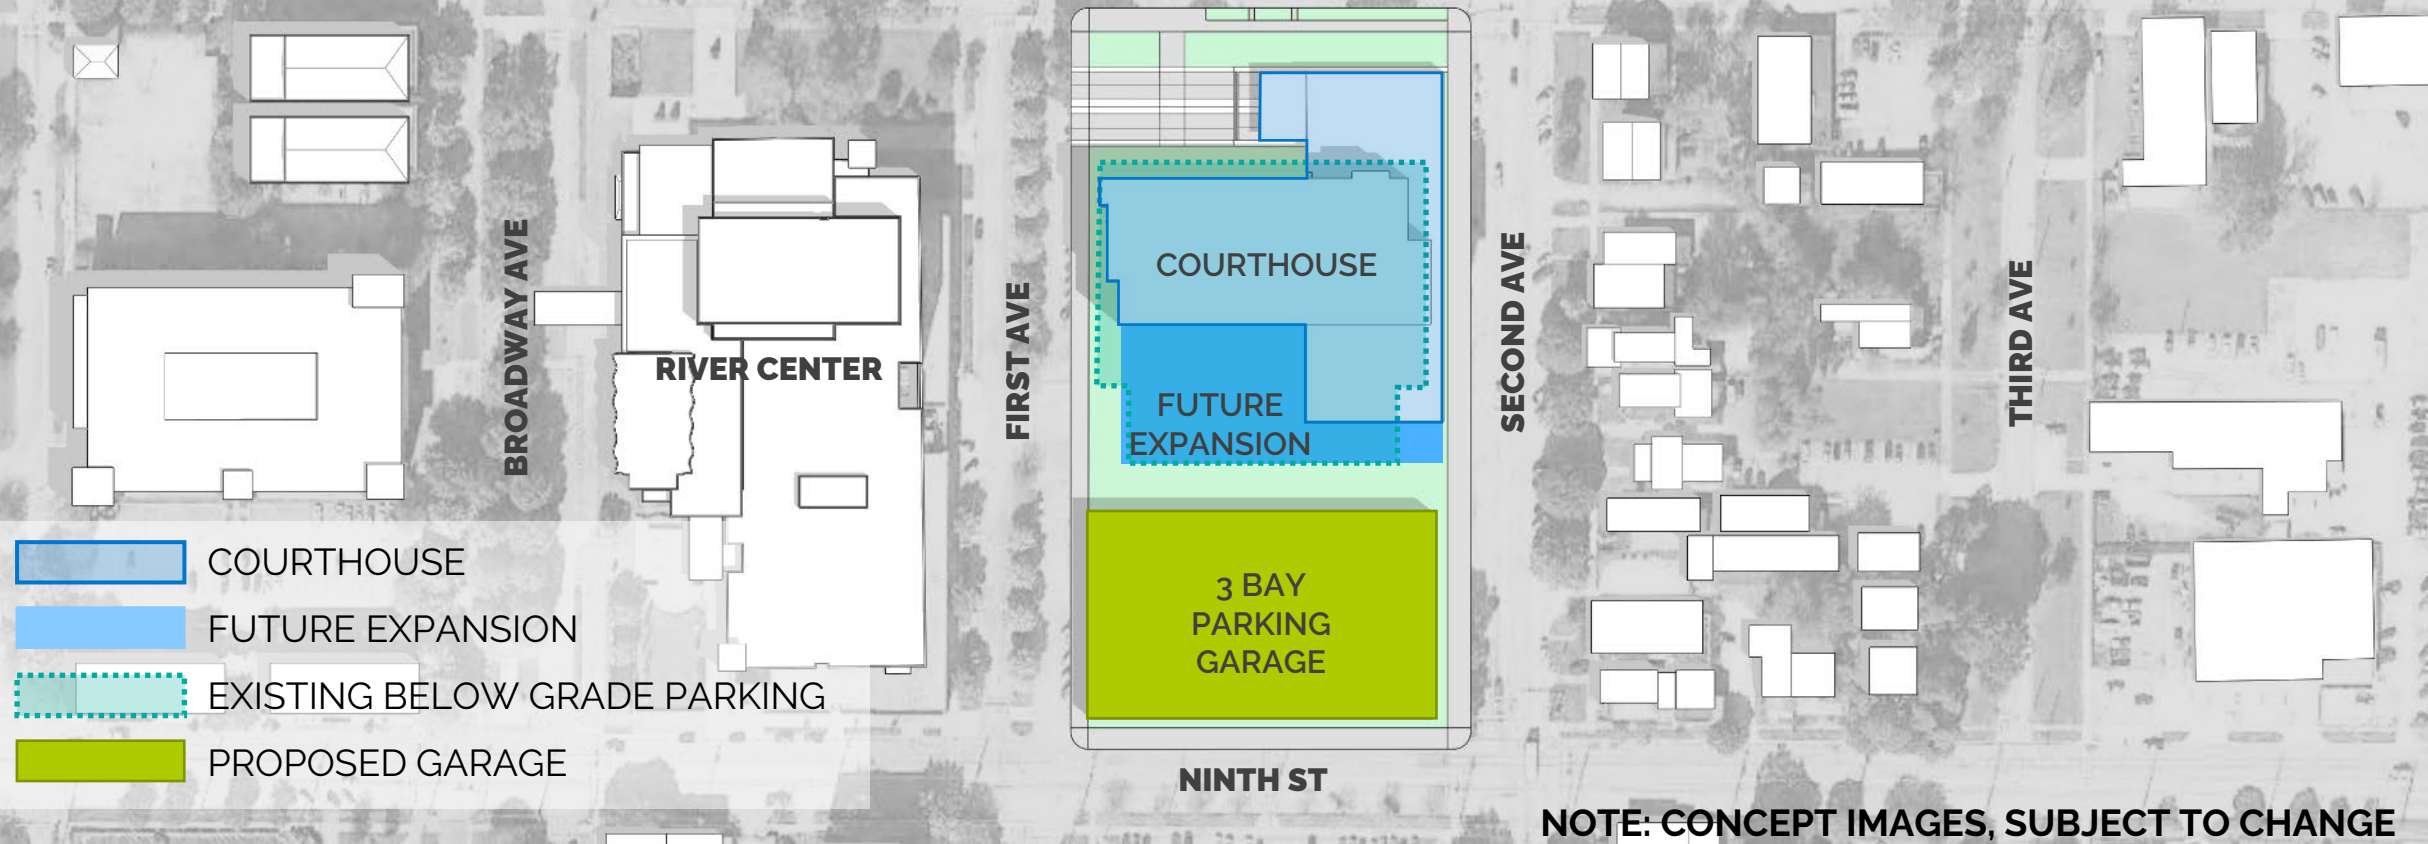 BROADWAY AVE
RIVER CENTER
FIRST AVE
COURTHOUSE
FUTURE
EXPANSION
3 BAY
PARKING
GARAGE
SECOND AVE
THIRD AVE
NINTH ST
COURTHOUSE
FUTURE EXPANSION
EXISTING BELOW GRADE PARKING
PROPOSED GARAGE
NOTE: CONCEPT IMAGES, SUBJECT TO CHANGE